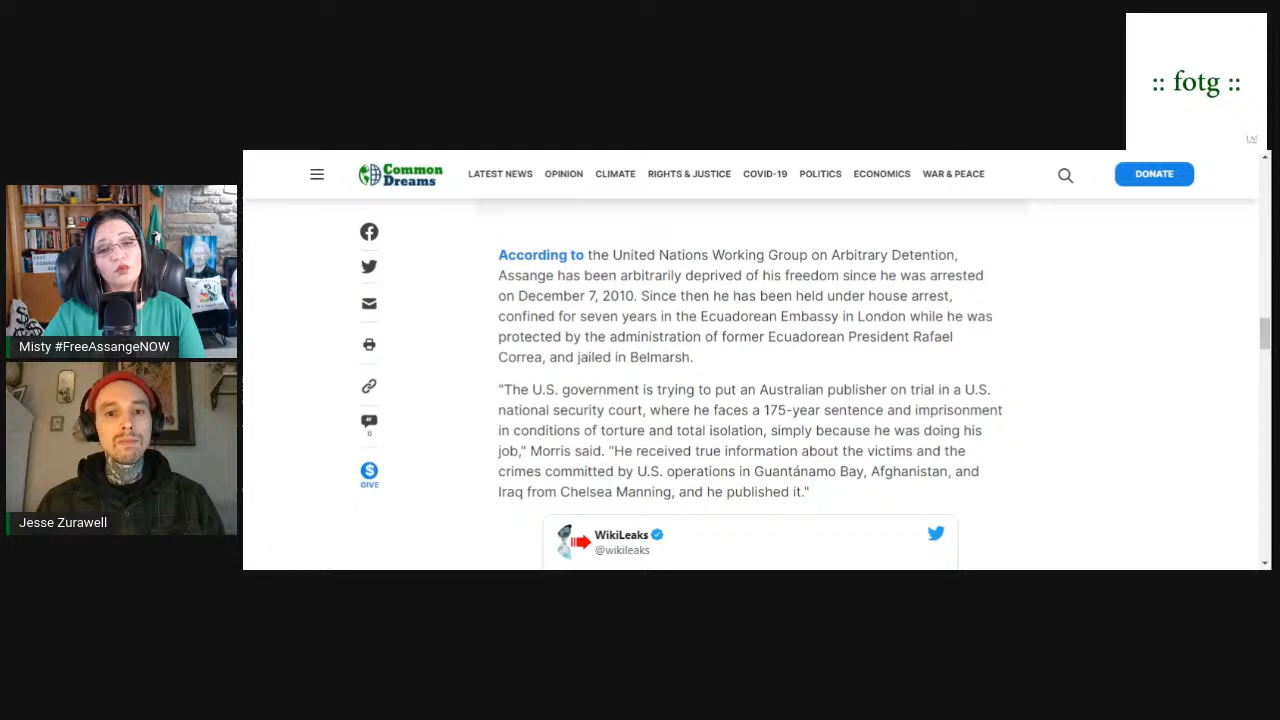 :: fotg ::
Common
Dreams
LATEST NEWS OPINION CLIMATE RIGHTS & JUSTICE COVID-19 POLITICS ECONOMICS WAR & PEACE
DONATE
According to the United Nations Working Group on Arbitrary Detention,
Assange has been arbitrarily deprived of his freedom since he was arrested
on December 7, 2010. Since then he has been held under house arrest,
confined for seven years in the Ecuadorean Embassy in London while he was
protected by the administration of former Ecuadorean President Rafael
Correa, and jailed in Belmarsh.
"The U.S. government is trying to put an Australian publisher on trial in a U.S.
national security court, where he faces a 175-year sentence and imprisonment
in conditions of torture and total isolation, simply because he was doing his
job," Morris said. "He received true information about the victims and the
crimes committed by U.S. operations in Guantánamo Bay, Afghanistan, and
Iraq from Chelsea Manning, and he published it."
6
GIVE
WikiLeaks
@wikileaks
Misty #FreeAssangeNOW
Jesse Zurawell